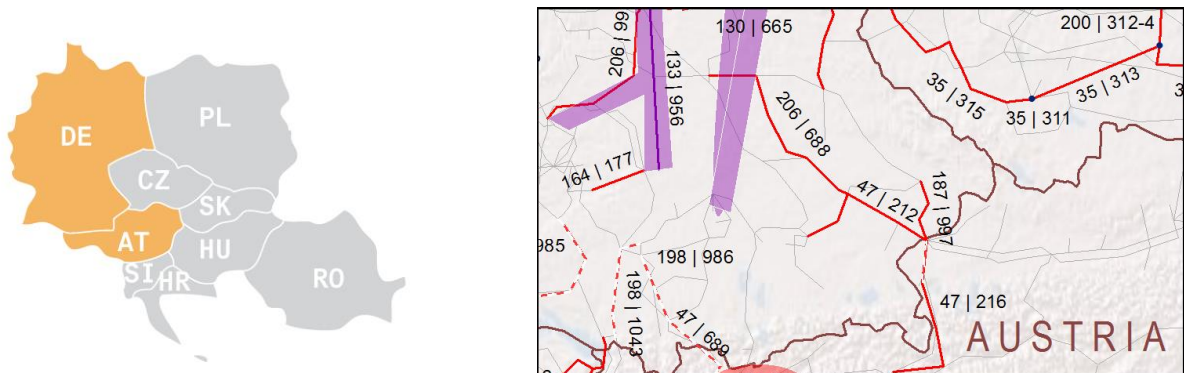 DE
PL
CZ
SK
AT
HU
SI
HR
RO
130 | 665
200 | 312-4
133 | 956
35 | 315
35 | 313
35 | 311
206 | 688
164 | 177
47 | 212
187 | 997
985
198 | 986
198 | 1043
47 | 689
47 | 216
AUSTRIA